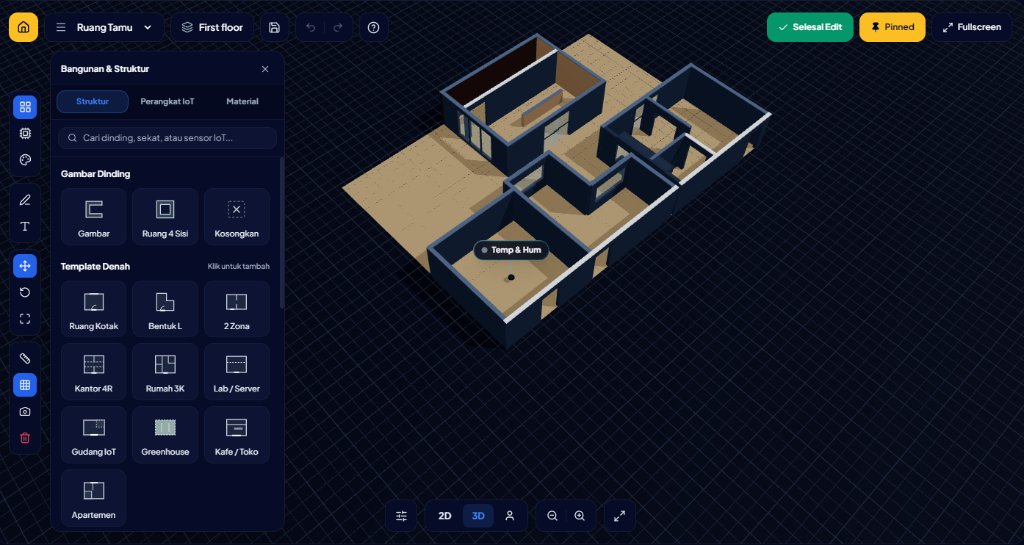 Ruang Tamu
First floor
Selesai Edit
Pinned
Fullscreen
Bangunan & Struktur
Struktur
Perangkat IoT
Material
Cari dinding, sekat, atau sensor IoT...
Gambar Dinding
Gambar
Ruang 4 Sisi
Kosongkan
Template Denah
Klik untuk tambah
Ruang Kotak
Bentuk L
2 Zona
Kantor 4R
Rumah 3K
Lab / Server
Gudang IoT
Greenhouse
Kafe / Toko
Apartemen
Temp & Hum
2D
3D